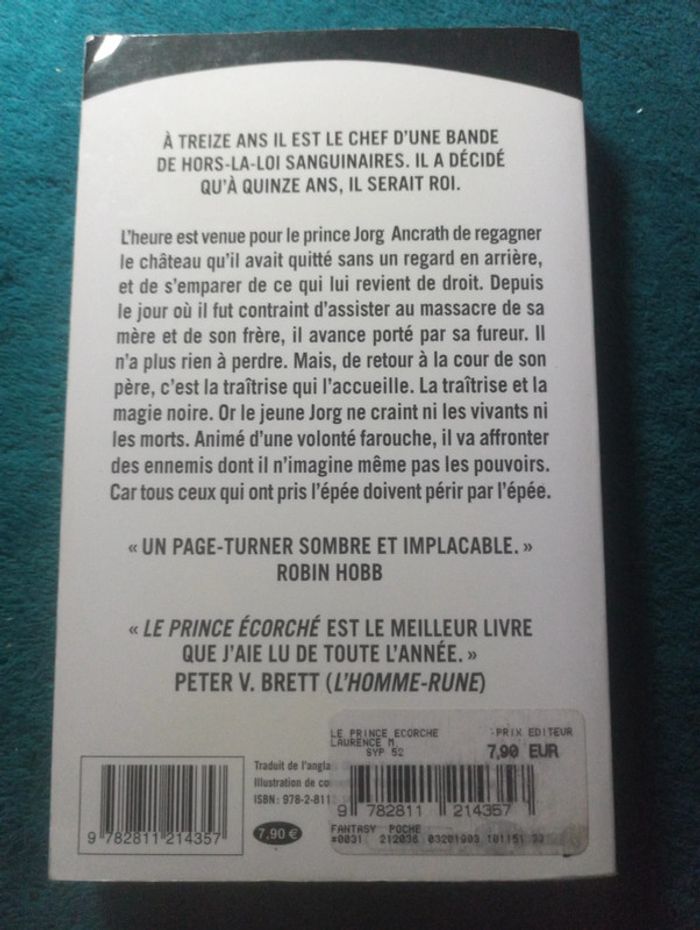 À TREIZE ANS IL EST LE CHEF D'UNE BANDE
DE HORS-LA-LOI SANGUINAIRES. IL A DÉCIDÉ
QU'À QUINZE ANS, IL SERAIT ROI.
L'heure est venue pour le prince Jorg Ancrath de regagner
le château qu'il avait quitté sans un regard en arrière,
et de s'emparer de ce qui lui revient de droit. Depuis
le jour où il fut contraint d'assister au massacre de sa
mère et de son frère, il avance porté par sa fureur. Il
n'a plus rien à perdre. Mais, de retour à la cour de son
père, c'est la traîtrise qui l'accueille. La traîtrise et la
magie noire. Or le jeune Jorg ne craint ni les vivants ni
les morts. Animé d'une volonté farouche, il va affronter
des ennemis dont il n'imagine même pas les pouvoirs.
Car tous ceux qui ont pris l'épée doivent périr par l'épée.
« UN PAGE-TURNER SOMBRE ET IMPLACABLE. »
ROBIN HOBB
« LE PRINCE ÉCORCHÉ EST LE MEILLEUR LIVRE
QUE J'AIE LU DE TOUTE L'ANNÉE. »
PETER V. BRETT (L'HOMME-RUNE)
LE PRINCE ECORCHE -PRIX EDITEUR
LAWRENCE M. 7,90 EUR
SYP 52
Traduit de l'anglai
Illustration de co
ISBN: 978-2-811
9 782811 214357
7,90 €
9 782811 214357
FANTASY POCHE
#0031 212036 03201903